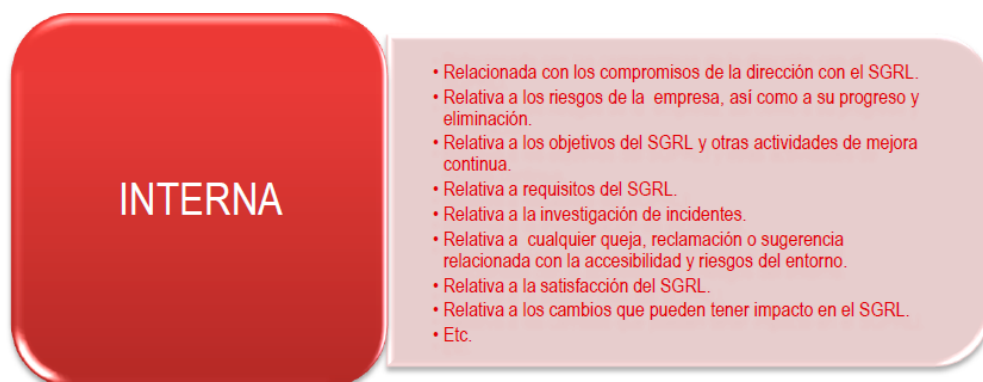 INTERNA
• Relacionada con los compromisos de la dirección con el SGRL.
• Relativa a los riesgos de la empresa, así como a su progreso y
eliminación.
• Relativa a los objetivos del SGRL y otras actividades de mejora
continua.
• Relativa a requisitos del SGRL.
• Relativa a la investigación de incidentes.
• Relativa a cualquier queja, reclamación o sugerencia
relacionada con la accesibilidad y riesgos del entorno.
• Relativa a la satisfacción del SGRL.
• Relativa a los cambios que pueden tener impacto en el SGRL.
• Etc.